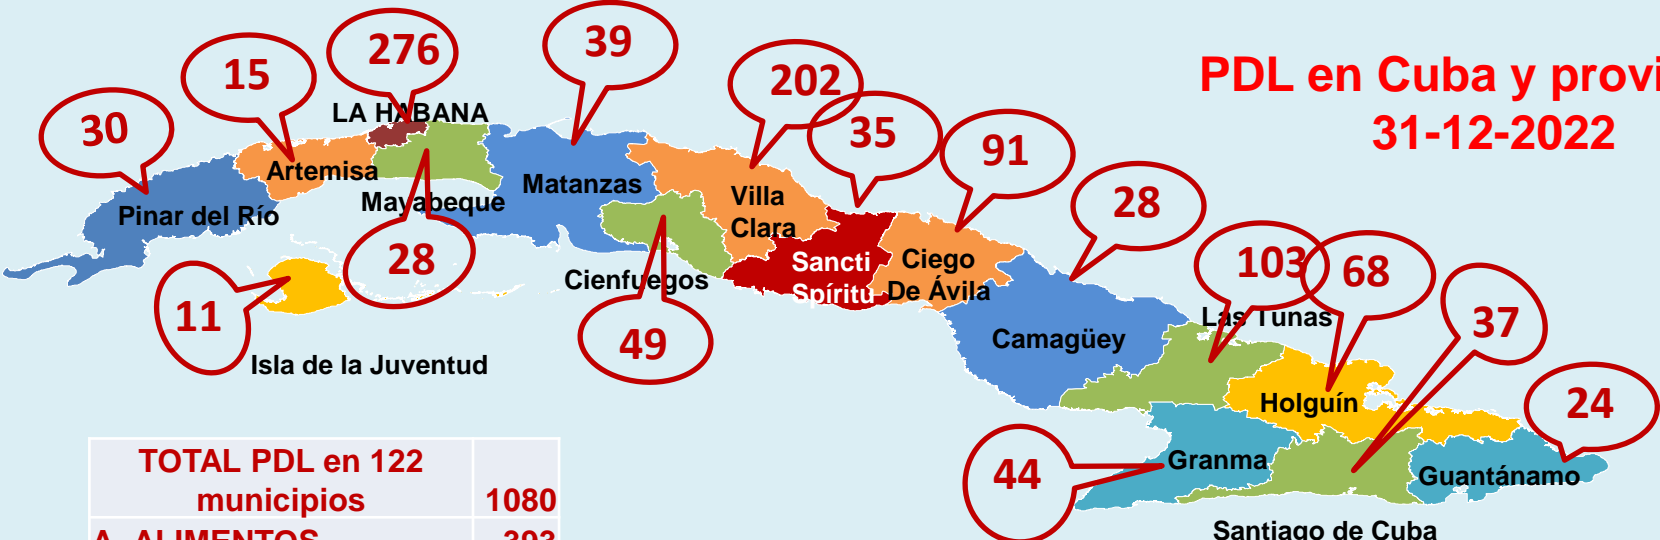 PDL en Cuba y provi
31-12-2022
30
15
276
39
202
35
91
28
103
68
37
24
44
49
28
11
LA HABANA
Artemisa
Mayabeque
Pinar del Río
Matanzas
Villa
Clara
Cienfuegos
Sancti
Spíritu
Ciego
De Ávila
Camagüey
Las Tunas
Holguín
Granma
Guantánamo
Santiago de Cuba
Isla de la Juventud
TOTAL PDL en 122
municipios 1080
A. ALIMENTOS 393